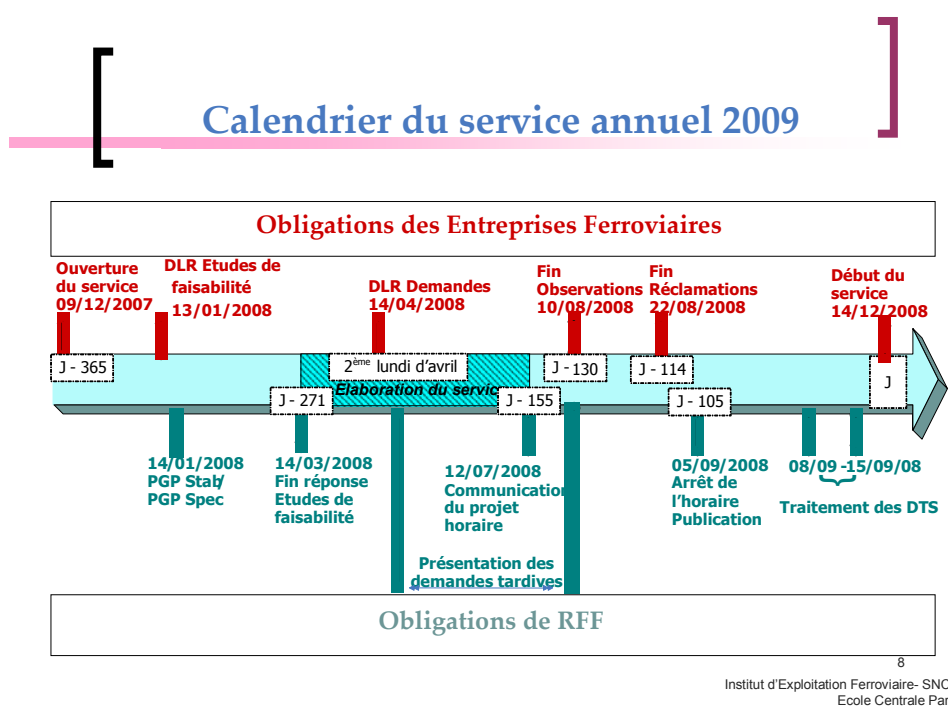 Calendrier du service annuel 2009
Obligations des Entreprises Ferroviaires
Ouverture
du service
09/12/2007
DLR Etudes de
faisabilité
13/01/2008
DLR Demandes
14/04/2008
Fin
Observations
10/08/2008
Fin
Réclamations
22/08/2008
Début du
service
14/12/2008
J - 365
2ème lundi d'avril
J - 130
J - 114
J
Elaboration du servic
J - 271
J - 155
J - 105
14/01/2008
PGP Stab/
PGP Spec
14/03/2008
Fin réponse
Etudes de
faisabilité
12/07/2008
Communication
du projet
horaire
05/09/2008
Arrêt de
l'horaire
Publication
08/09 -15/09/08
Traitement des DTS
Présentation des
demandes tardives
Obligations de RFF
8
Institut d'Exploitation Ferroviaire- SNC
Ecole Centrale Par